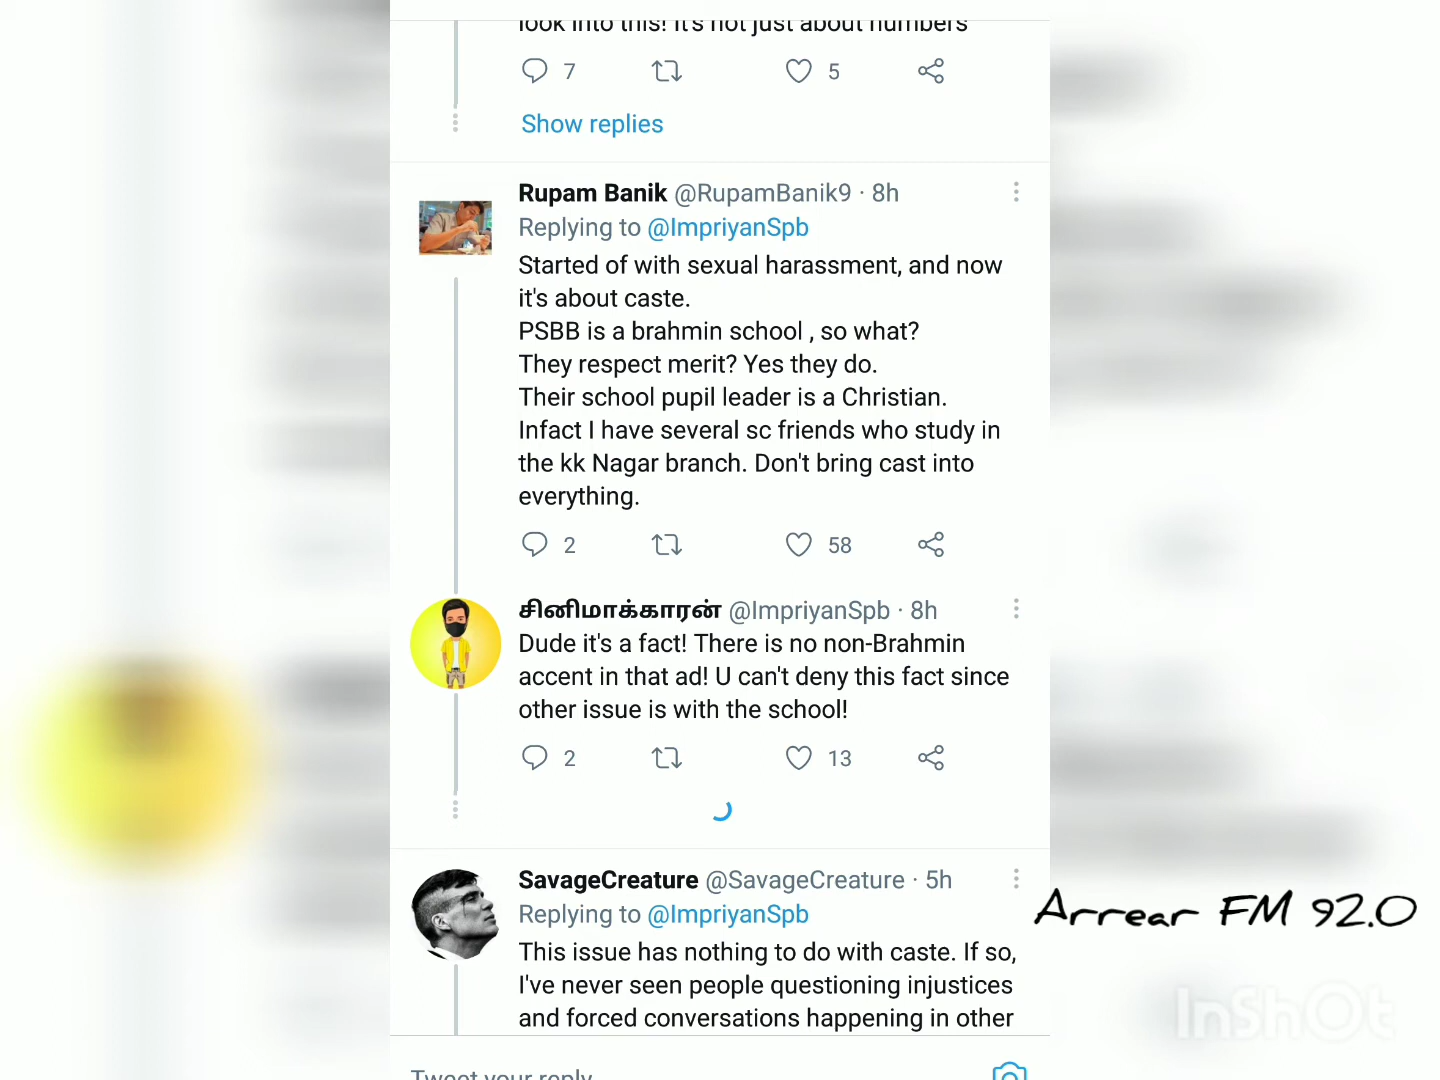 look into this! It's not just about numbers
7 5
Show replies
Rupam Banik @RupamBanik9 · 8h
Replying to @ImpriyanSpb
Started of with sexual harassment, and now
it's about caste.
PSBB is a brahmin school , so what?
They respect merit? Yes they do.
Their school pupil leader is a Christian.
Infact I have several sc friends who study in
the kk Nagar branch. Don't bring cast into
everything.
2 58
சினிமாக்காரன் @ImpriyanSpb · 8h
Dude it's a fact! There is no non-Brahmin
accent in that ad! U can't deny this fact since
other issue is with the school!
2 13
SavageCreature @SavageCreature · 5h
Replying to @ImpriyanSpb
This issue has nothing to do with caste. If so,
I've never seen people questioning injustices
and forced conversations happening in other
Tweet your reply
Arrear FM 92.0
InShOt